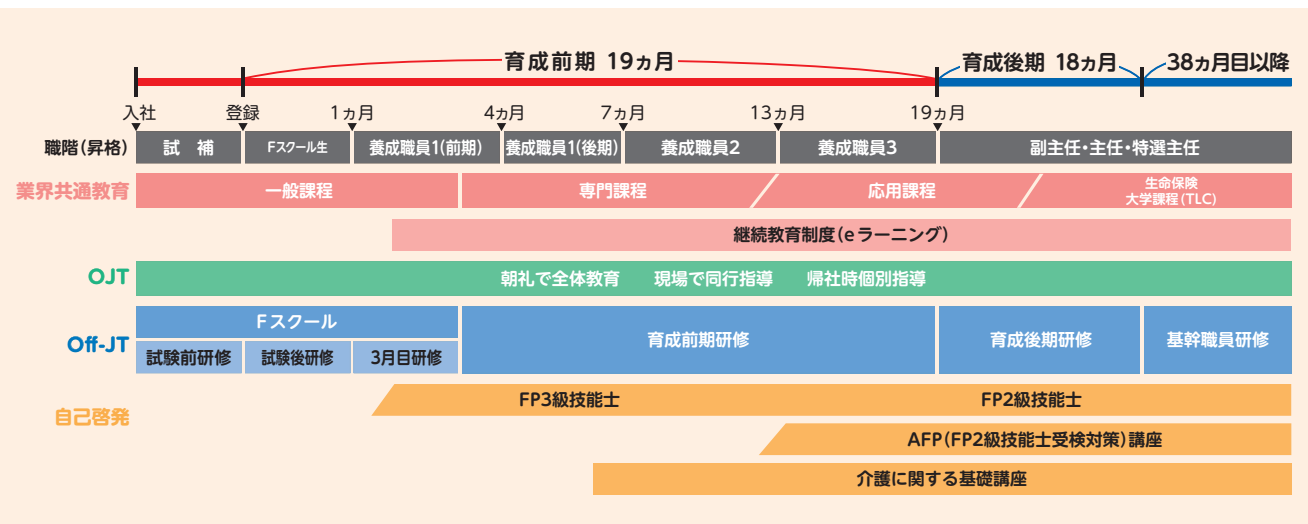 育成前期 19ヵ月
育成後期 18ヵ月
38ヵ月目以降
入社 登録 1ヵ月 4ヵ月 7ヵ月 13ヵ月 19ヵ月
職階(昇格) 試 補 Fスクール生 養成職員1(前期) 養成職員1(後期) 養成職員2 養成職員3 副主任・主任・特選主任
業界共通教育 一般課程 専門課程 応用課程 生命保険
大学課程(TLC)
継続教育制度(eラーニング)
OJT 朝礼で全体教育 現場で同行指導 帰社時個別指導
Off-JT Fスクール 育成前期研修 育成後期研修 基幹職員研修
試験前研修 試験後研修 3月目研修
自己啓発 FP3級技能士 FP2級技能士
AFP(FP2級技能士受検対策)講座
介護に関する基礎講座